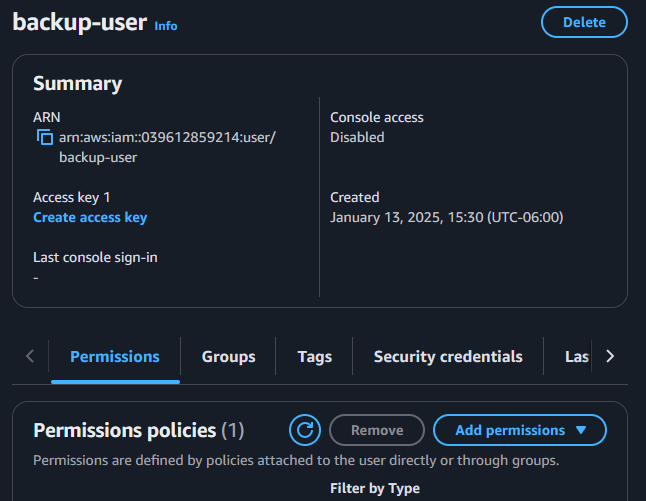 backup-user Info
Delete
Summary
ARN
arn:aws:iam::039612859214:user/
backup-user
Console access
Disabled
Access key 1
Create access key
Created
January 13, 2025, 15:30 (UTC-06:00)
Last console sign-in
-
Permissions
Groups
Tags
Security credentials
Las
Permissions policies (1)
Remove
Add permissions
Permissions are defined by policies attached to the user directly or through groups.
Filter by Type